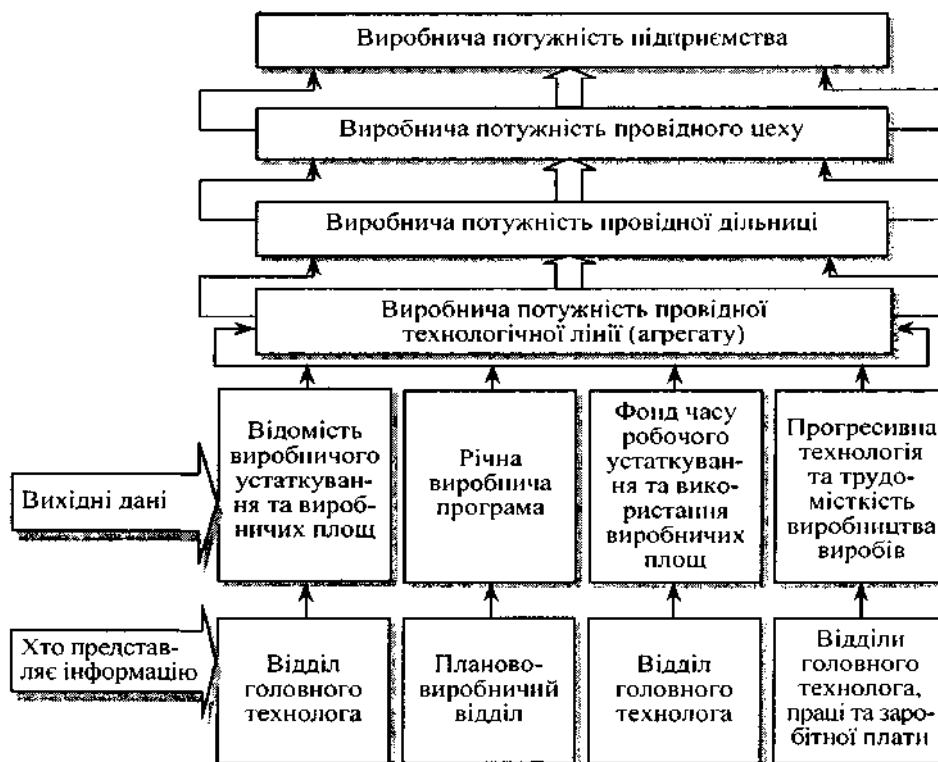 Виробнича потужність підприємства
Виробнича потужність провідного цеху
Виробнича потужність провідної дільниці
Виробнича потужність провідної
технологічної лінії (агрегату)
Вихідні дані
Відомість
виробничого
устаткуван-
ня та вироб-
ничих площ
Річна
виробнича
програма
Фонд часу
робочого
устаткуван-
ня та вико-
ристання
виробничих
площ
Прогресивна
технологія
та трудо-
місткість
виробництва
виробів
Хто представ-
ляє інформацію
Відділ
головного
технолога
Планово-
виробничий
відділ
Відділ
головного
технолога
Відділи
головного
технолога,
праці та заро-
бітної плати